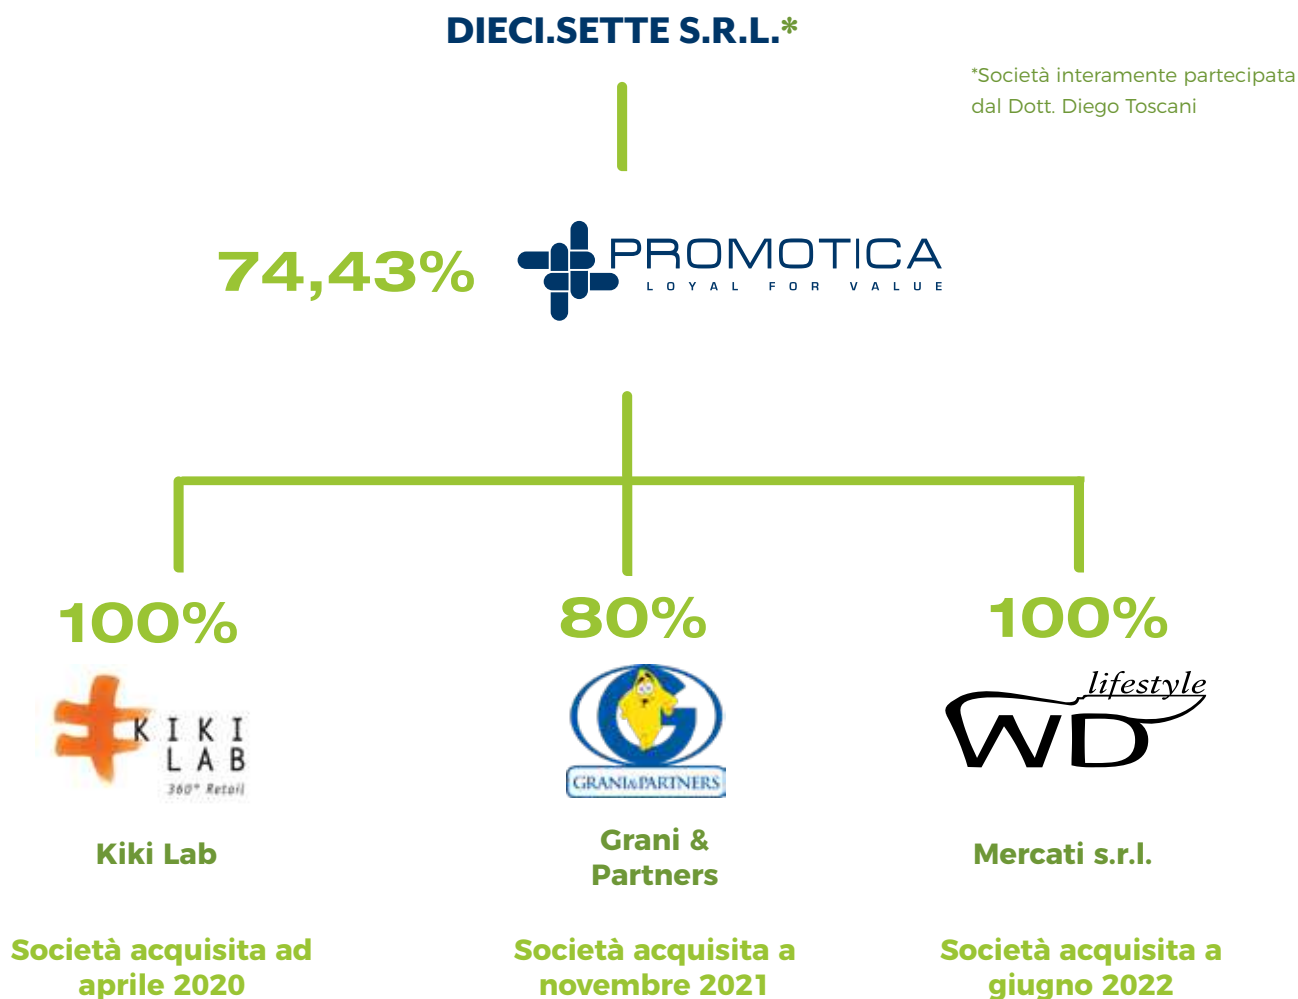 DIECI.SETTE S.R.L.*
*Società interamente partecipata
dal Dott. Diego Toscani
74,43%
PROMOTICA
LOYAL FOR VALUE
100%
80%
100%
KIKI
LAB
360° Retail
G
GRANI&PARTNERS
lifestyle
WD
Kiki Lab
Grani &
Partners
Mercati s.r.l.
Società acquisita ad
aprile 2020
Società acquisita a
novembre 2021
Società acquisita a
giugno 2022